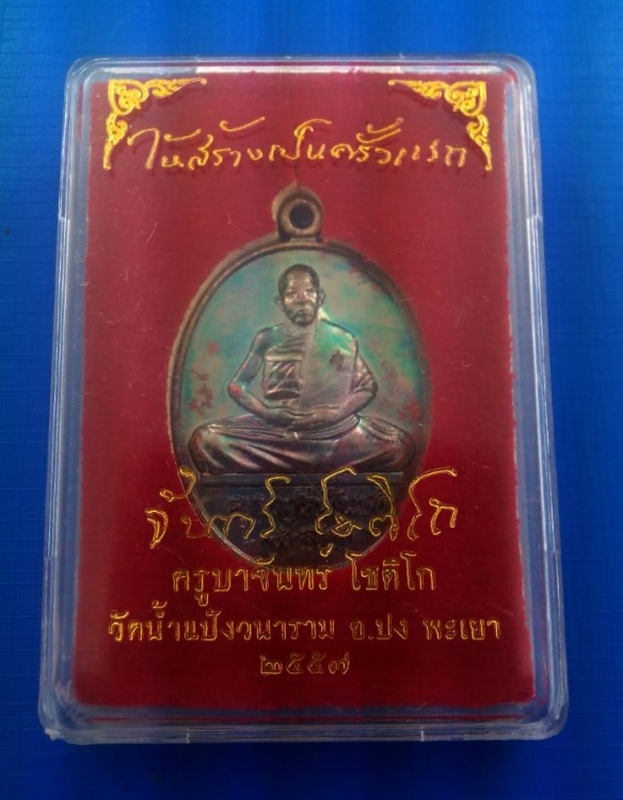 ให้สร้างเป็นครั้งแรก
จันทร์ โชติโก
ครูบาจันทร์ โชติโก
วัดน้ำแป้งวนาราม อ.ปง พะเยา
๒๕๕๗